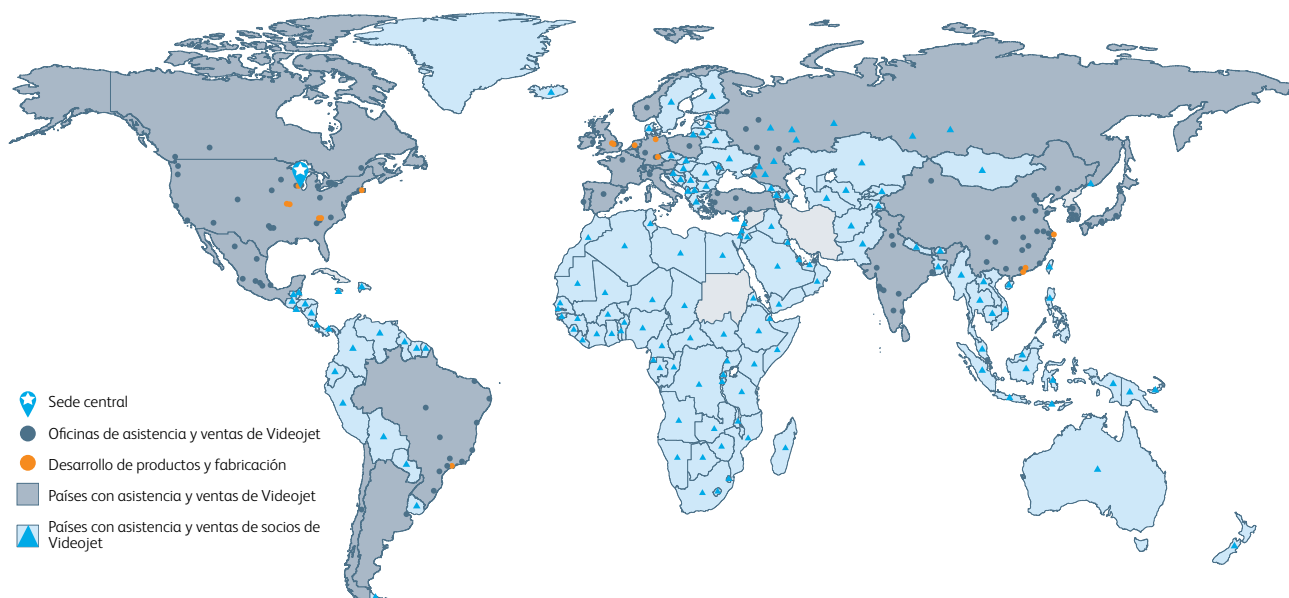 Sede central
Oficinas de asistencia y ventas de Videojet
Desarrollo de productos y fabricación
Países con asistencia y ventas de Videojet
Países con asistencia y ventas de socios de
Videojet